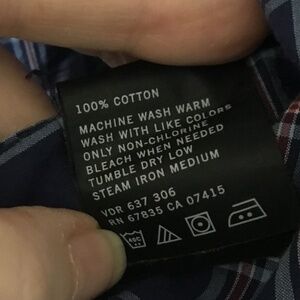 100% COTTON
MACHINE WASH WARM
WASH WITH LIKE COLORS
ONLY NON-CHLORINE
BLEACH WHEN NEEDED
TUMBLE DRY LOW
STEAM IRON MEDIUM
VDR 637 306
RN 67835 CA 07415